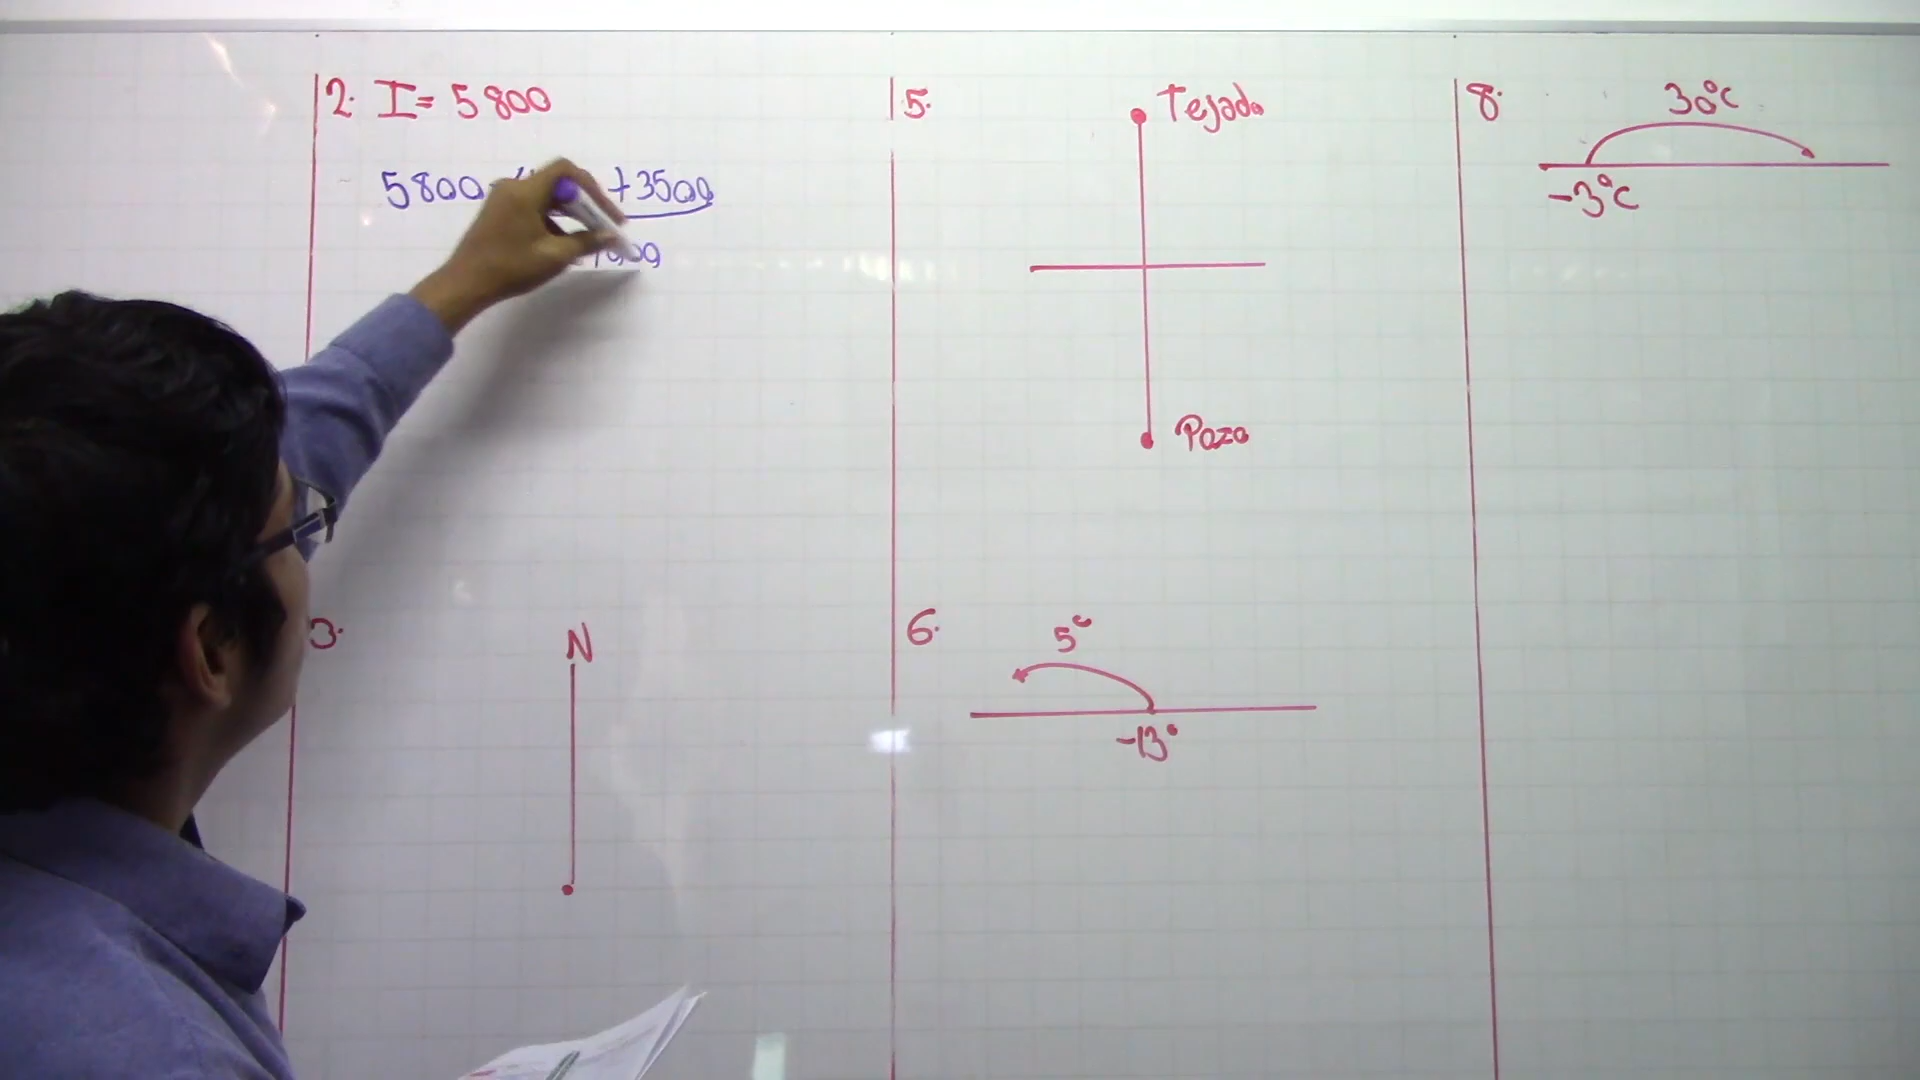 2. I = 5800
5800 +3500
3.
N
5.
Tejado
Pozo
6.
5°
-13°
8.
30°C
-3°C